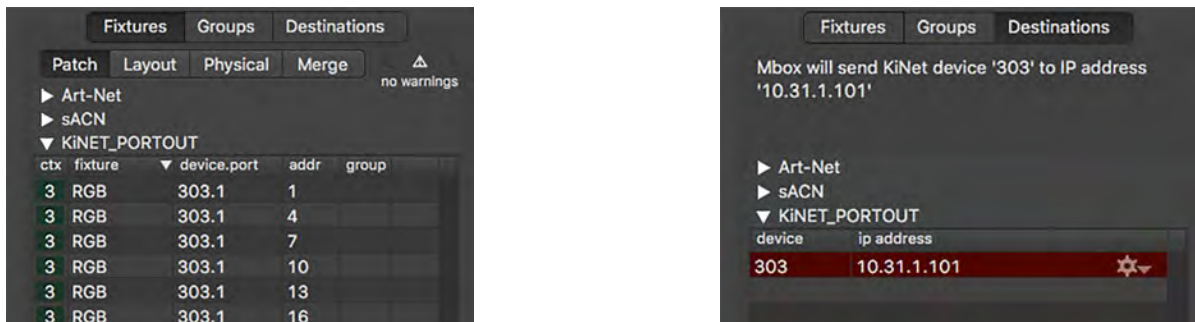 Fixtures Groups Destinations
Patch Layout Physical Merge ⚠
no warnings
▶ Art-Net
▶ sACN
▼ KiNET_PORTOUT
ctx fixture ▼ device.port addr group
3 RGB 303.1 1
3 RGB 303.1 4
3 RGB 303.1 7
3 RGB 303.1 10
3 RGB 303.1 13
3 RGB 303.1 16
Fixtures Groups Destinations
Mbox will send KiNet device '303' to IP address
'10.31.1.101'
▶ Art-Net
▶ sACN
▼ KiNET_PORTOUT
device ip address
303 10.31.1.101